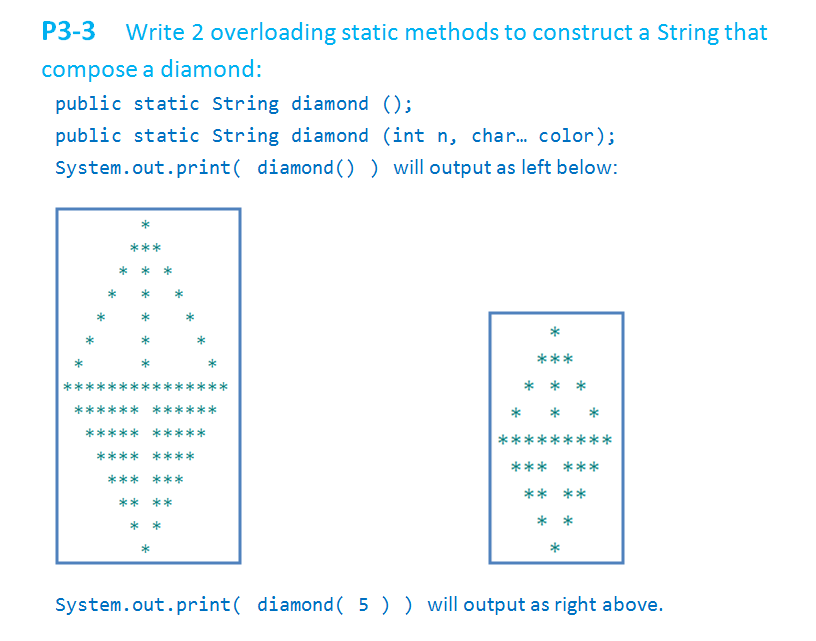 P3-3 Write 2 overloading static methods to construct a String that
compose a diamond:
public static String diamond ();
public static String diamond (int n, char… color);
System.out.print( diamond() ) will output as left below:
*
***
* * *
*  *  *
*   *   *
*    *    *
*     *     *
***************
****** ******
***** *****
**** ****
*** ***
** **
* *
*
*
***
* * *
*  *  *
*********
*** ***
** **
* *
*
System.out.print( diamond( 5 ) ) will output as right above.